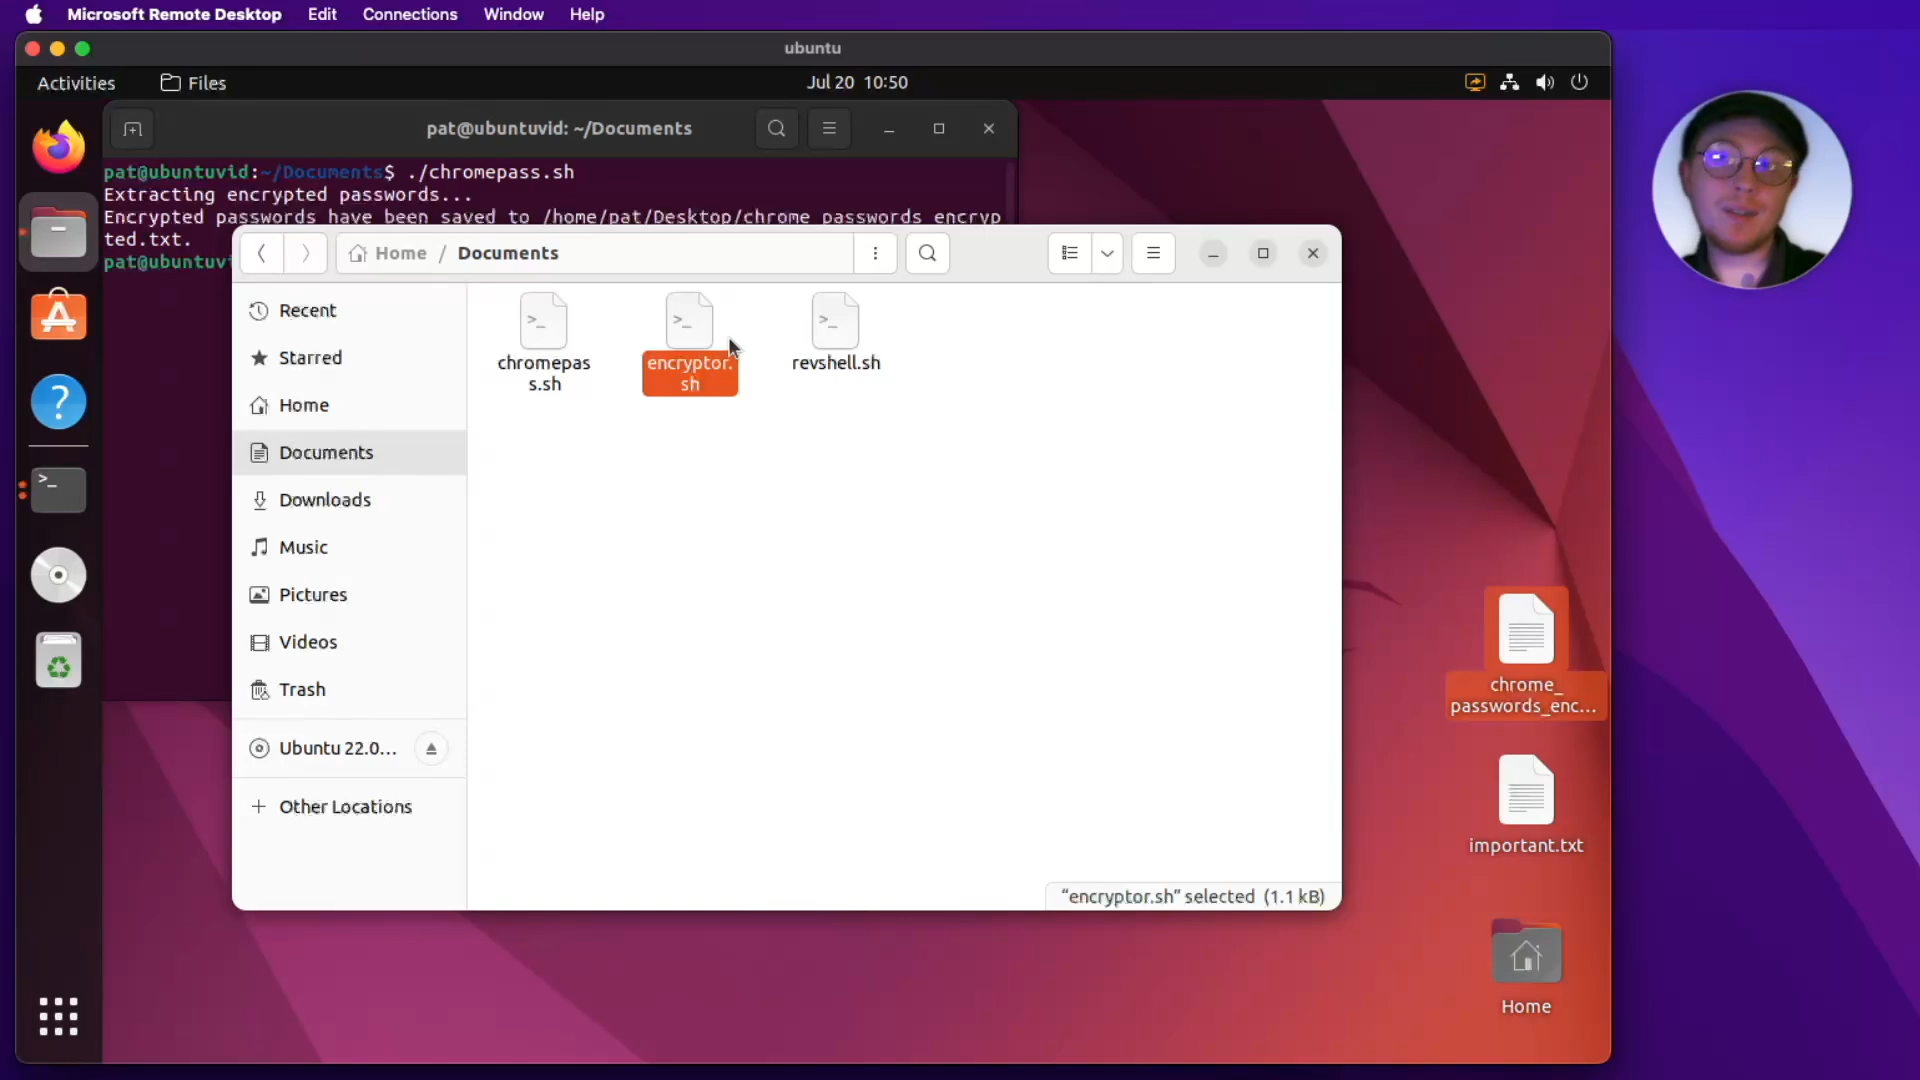 Microsoft Remote Desktop Edit Connections Window Help
ubuntu
Activities Files Jul 20 10:50
pat@ubuntuvid: ~/Documents
pat@ubuntuvid:~/Documents$ ./chromepass.sh
Extracting encrypted passwords...
Encrypted passwords have been saved to /home/pat/Desktop/chrome_passwords_encryp
ted.txt.
pat@ubuntuvi
Home / Documents
Recent
Starred
Home
Documents
Downloads
Music
Pictures
Videos
Trash
Ubuntu 22.0...
+ Other Locations
>_
chromepas
s.sh
>_
encryptor.
sh
>_
revshell.sh
"encryptor.sh" selected (1.1 kB)
chrome_
passwords_enc...
important.txt
Home